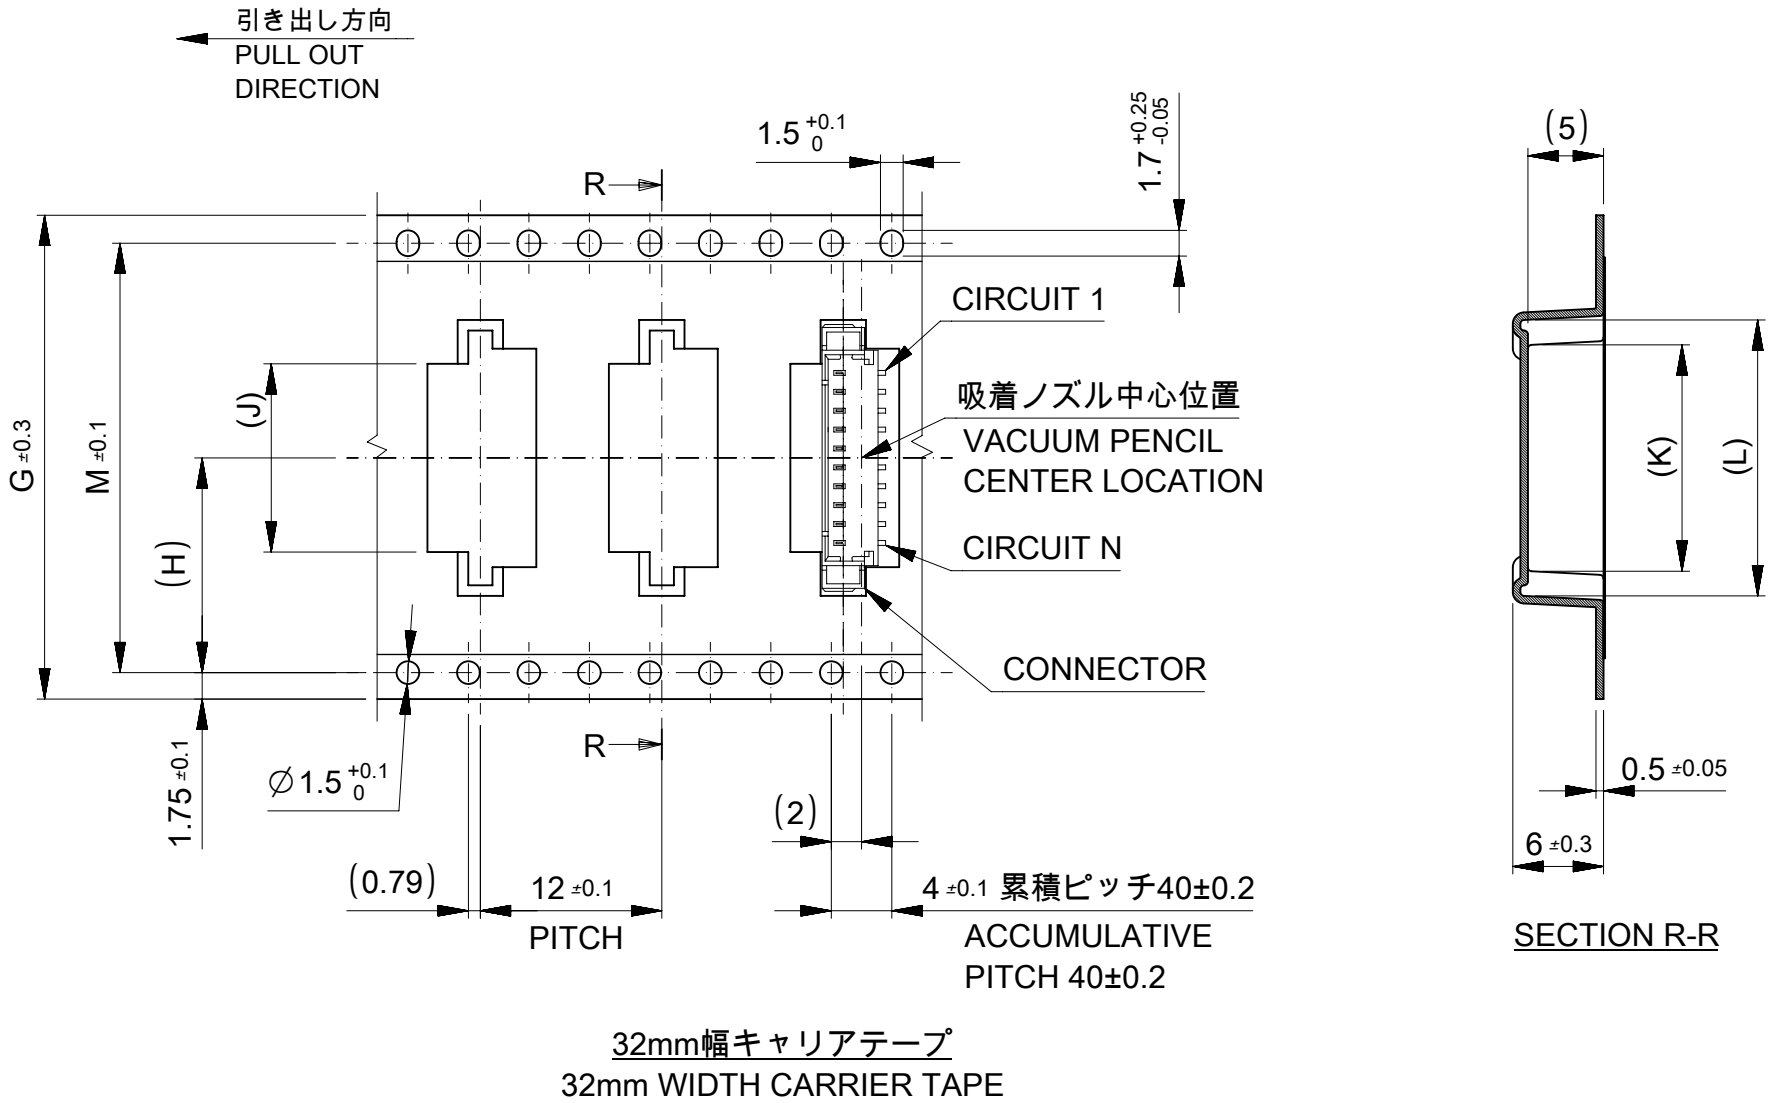 引き出し方向
PULL OUT
DIRECTION
1.5 +0.1 0
1.7 +0.25 -0.05
(5)
R
CIRCUIT 1
吸着ノズル中心位置
VACUUM PENCIL
CENTER LOCATION
CIRCUIT N
CONNECTOR
G ±0.3
M ±0.1
(J)
(H)
(K)
(L)
1.75 ±0.1
∅1.5 +0.1 0
R
(2)
0.5 ±0.05
6 ±0.3
(0.79)
12 ±0.1
PITCH
4 ±0.1 累積ピッチ40±0.2
ACCUMULATIVE
PITCH 40±0.2
SECTION R-R
32mm幅キャリアテープ
32mm WIDTH CARRIER TAPE